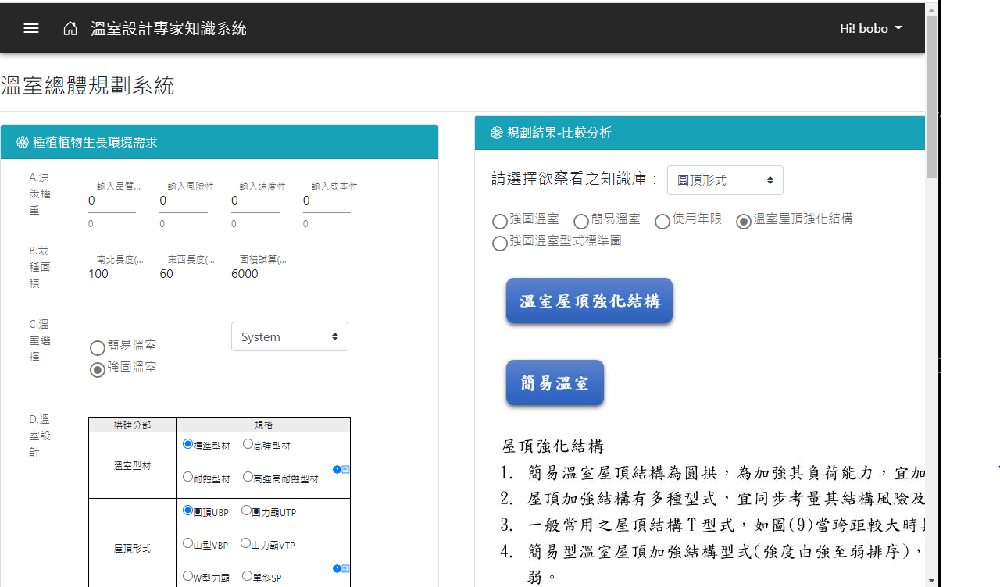 溫室設計專家知識系統
Hi! bobo
溫室總體規劃系統
種植植物生長環境需求
A.決
策權
重
輸入品質... 輸入風險性 輸入速度性 輸入成本性
0 0 0 0
0 0 0 0
B.栽
種面
積
南北長度(... 東西長度(... 面積試算(...
100 60 6000
C.溫
室選
擇
簡易溫室
強固溫室
System
D.溫
室設
計
構建分部 規格
溫室型材
標準型材 高強型材
耐蝕型材 高強高耐蝕型材
屋頂形式
圓頂UBP 圓力霸UTP
山型VBP 山力霸VTP
W型力霸 單斜SP
規劃結果-比較分析
請選擇欲察看之知識庫： 圓頂形式
強固溫室 簡易溫室 使用年限 溫室屋頂強化結構
強固溫室型式標準圖
溫室屋頂強化結構
簡易溫室
屋頂強化結構
1. 簡易溫室屋頂結構為圓拱，為加強其負荷能力，宜加
2. 屋頂加強結構有多種型式，宜同步考量其結構風險及
3. 一般常用之屋頂結構T型式，如圖(9)當跨距較大時
4. 簡易型溫室屋頂加強結構型式(強度由強至弱排序)，
弱。